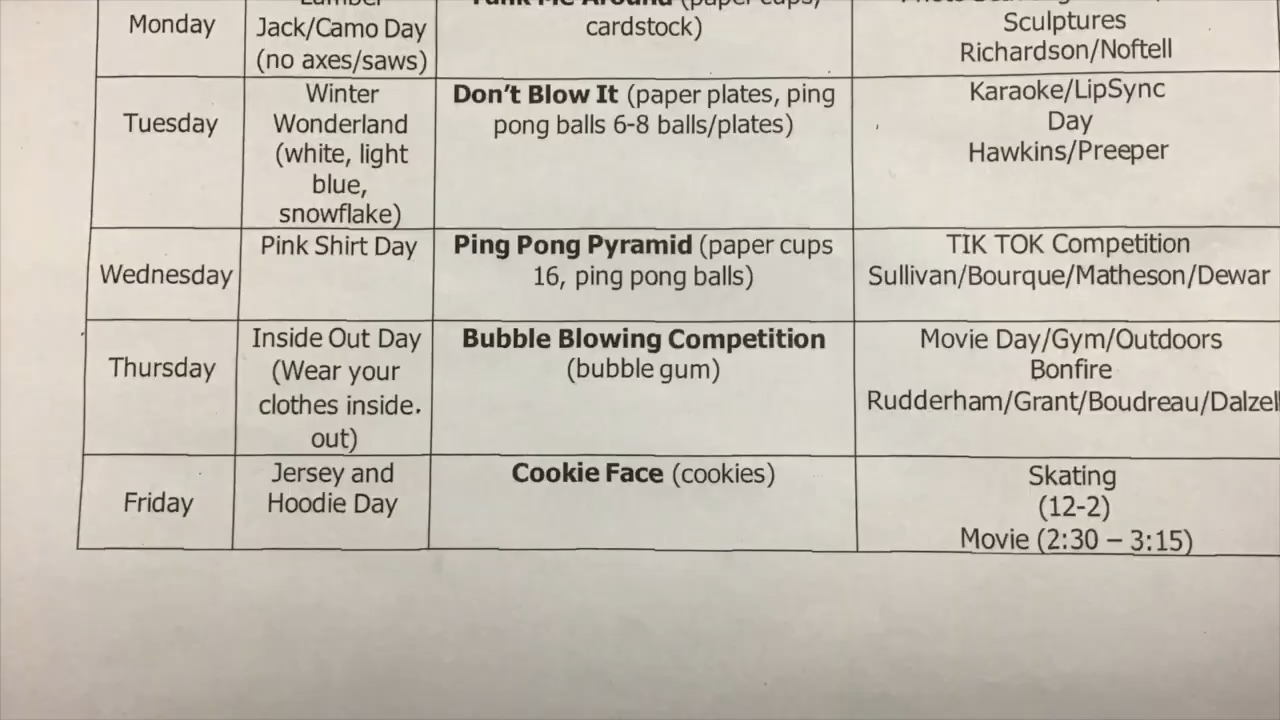 Monday
Jack/Camo Day
(no axes/saws)
cardstock)
Sculptures
Richardson/Noftell
Tuesday
Winter
Wonderland
(white, light
blue,
snowflake)
Don't Blow It (paper plates, ping
pong balls 6-8 balls/plates)
Karaoke/LipSync
Day
Hawkins/Preeper
Wednesday
Pink Shirt Day
Ping Pong Pyramid (paper cups
16, ping pong balls)
TIK TOK Competition
Sullivan/Bourque/Matheson/Dewar
Thursday
Inside Out Day
(Wear your
clothes inside.
out)
Bubble Blowing Competition
(bubble gum)
Movie Day/Gym/Outdoors
Bonfire
Rudderham/Grant/Boudreau/Dalzel
Friday
Jersey and
Hoodie Day
Cookie Face (cookies)
Skating
(12-2)
Movie (2:30 – 3:15)